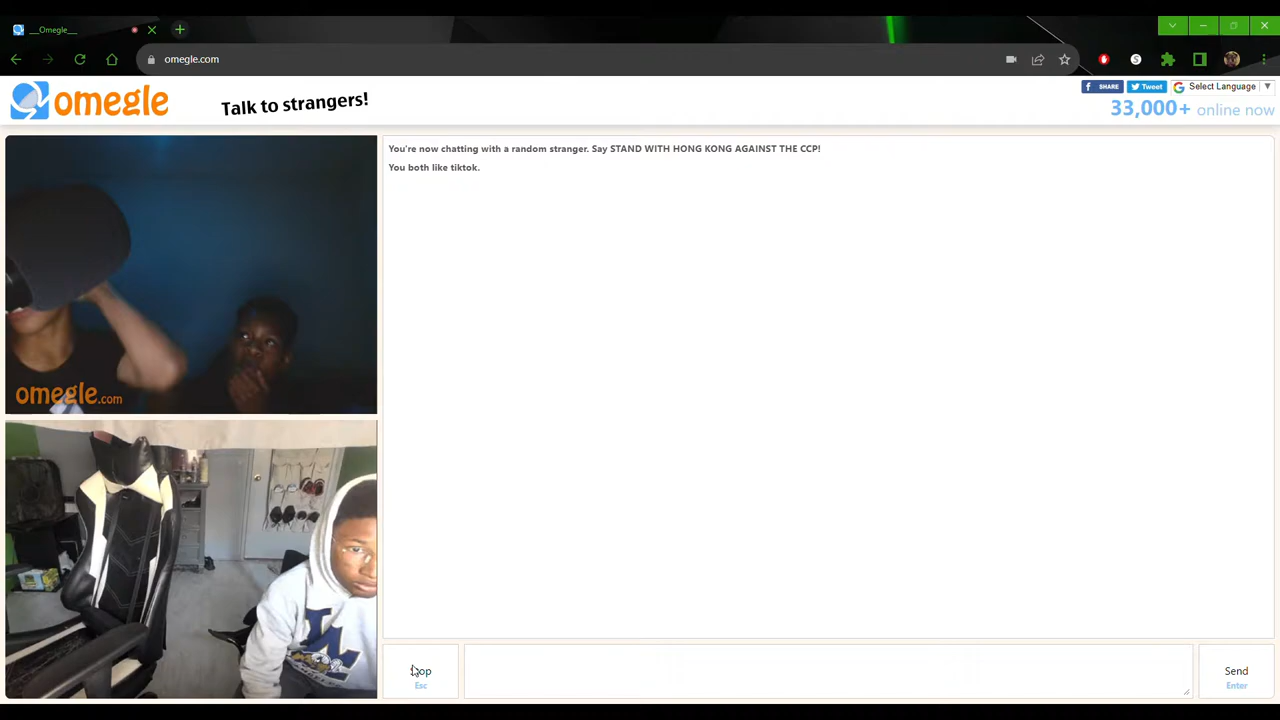 __Omegle__
omegle.com
omegle
Talk to strangers!
SHARE
Tweet
Select Language
33,000+ online now
You're now chatting with a random stranger. Say STAND WITH HONG KONG AGAINST THE CCP!
You both like tiktok.
omegle.com
Esc
Send
Enter